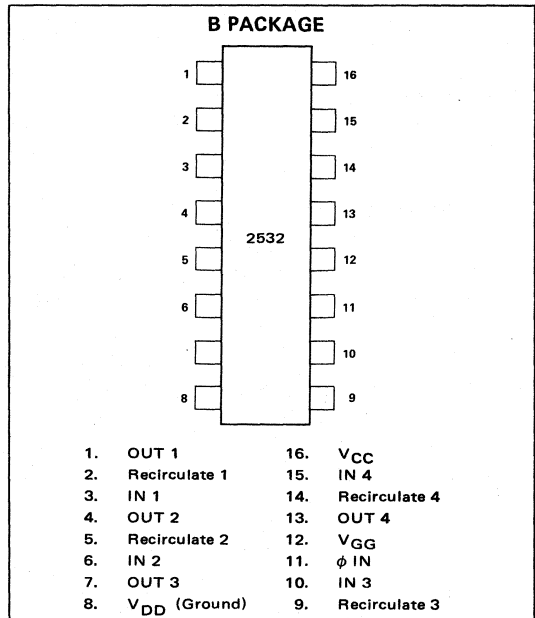 B PACKAGE
1 16
2 15
3 14
4 13
2532
5 12
6 11
10
8 9
1. OUT 1 16. VCC
2. Recirculate 1 15. IN 4
3. IN 1 14. Recirculate 4
4. OUT 2 13. OUT 4
5. Recirculate 2 12. VGG
6. IN 2 11. φ IN
7. OUT 3 10. IN 3
8. VDD (Ground) 9. Recirculate 3